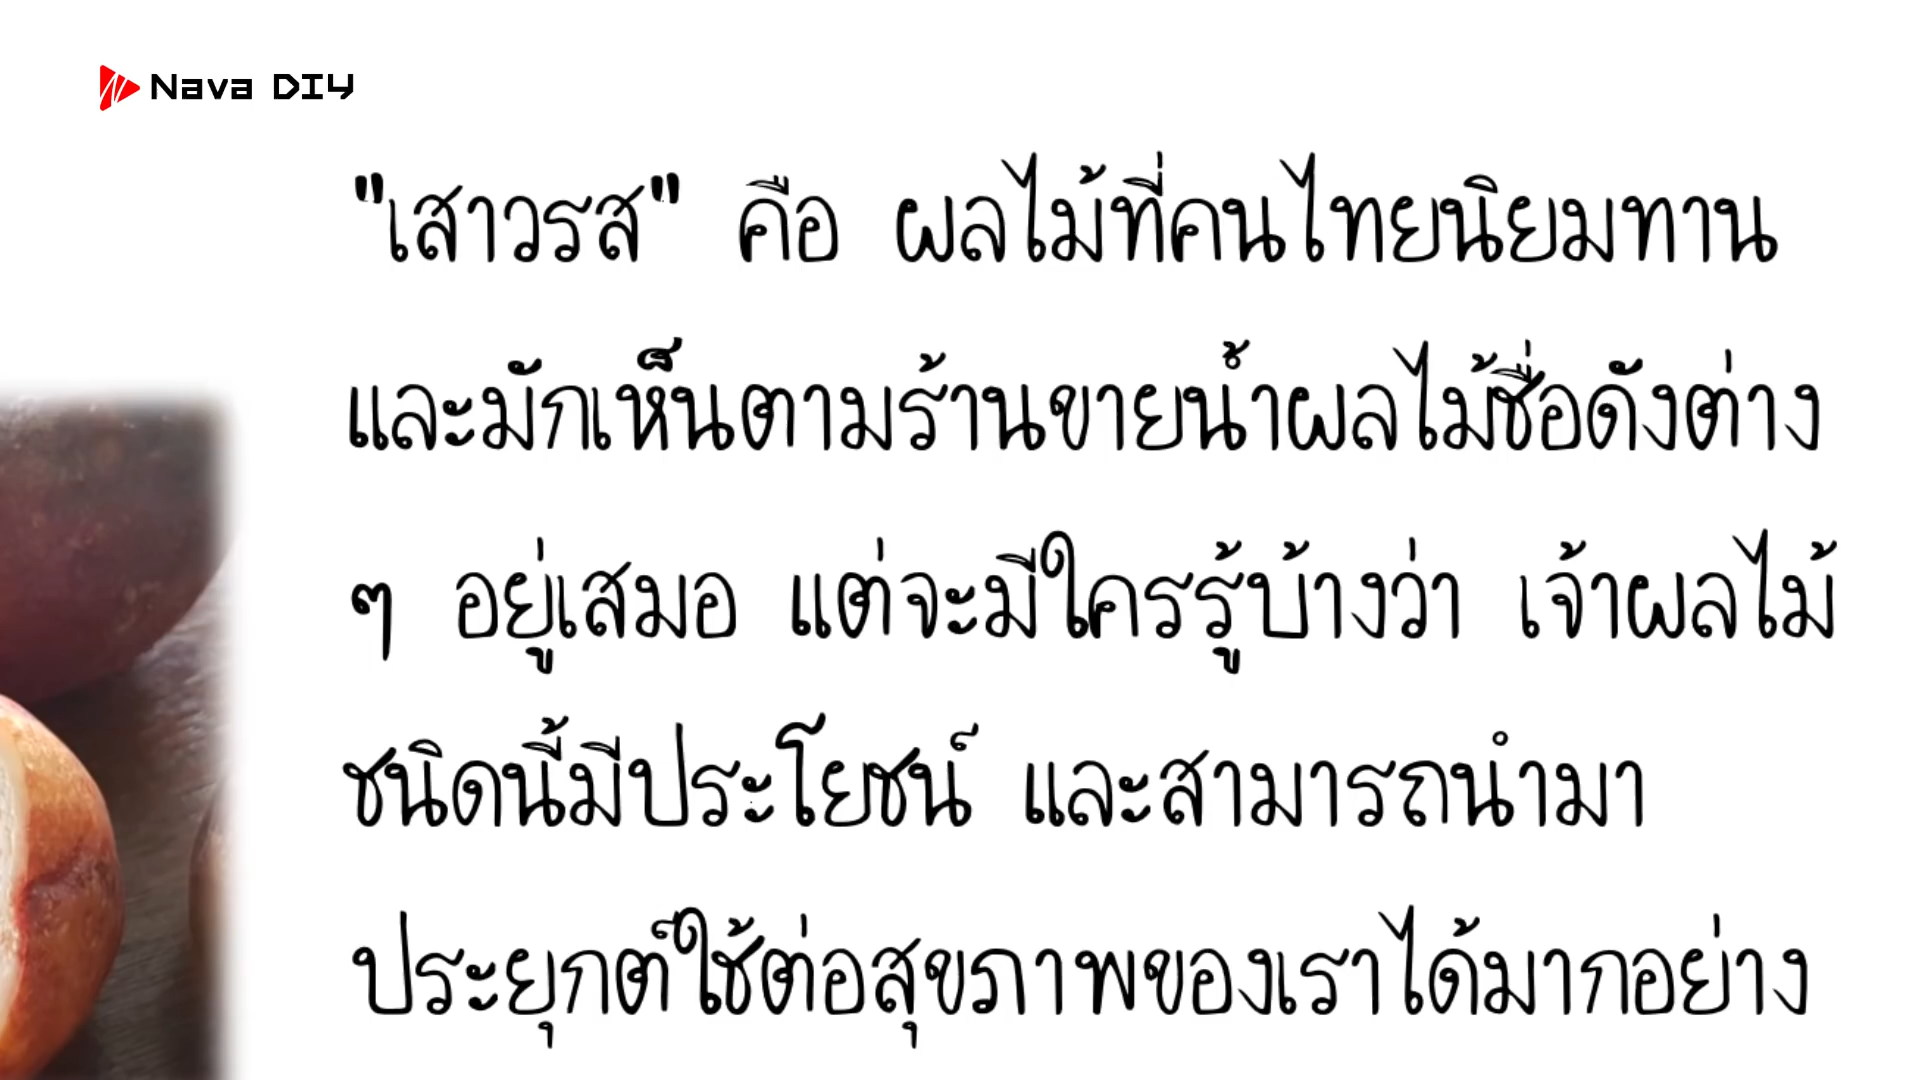 Nava DIY
"เสาวรส" คือ ผลไม้ที่คนไทยนิยมทาน
และมักเห็นตามร้านขายน้ำผลไม้ชื่อดังต่าง
ๆ อยู่เสมอ แต่จะมีใครรู้บ้างว่า เจ้าผลไม้
ชนิดนี้มีประโยชน์ และสามารถนำมา
ประยุกต์ใช้ต่อสุขภาพของเราได้มากอย่าง